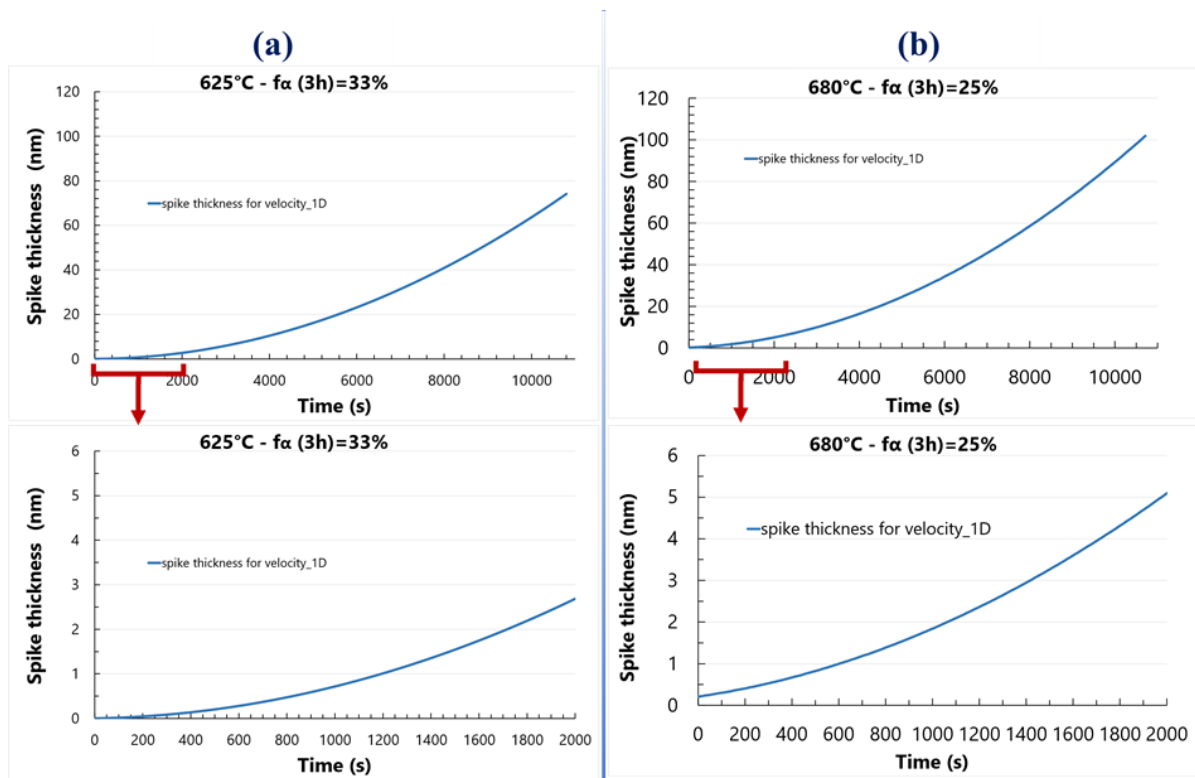 (a)
625°C - fα (3h)=33%
Spike thickness (nm)
120
100
80
60
40
20
0
spike thickness for velocity_1D
0 2000 4000 6000 8000 10000
Time (s)
625°C - fα (3h)=33%
Spike thickness (nm)
6
5
4
3
2
1
0
spike thickness for velocity_1D
0 200 400 600 800 1000 1200 1400 1600 1800 2000
Time (s)
(b)
680°C - fα (3h)=25%
Spike thickness (nm)
120
100
80
60
40
20
0
spike thickness for velocity_1D
0 2000 4000 6000 8000 10000
Time (s)
680°C - fα (3h)=25%
Spike thickness (nm)
6
5
4
3
2
1
0
spike thickness for velocity_1D
0 200 400 600 800 1000 1200 1400 1600 1800 2000
Time (s)